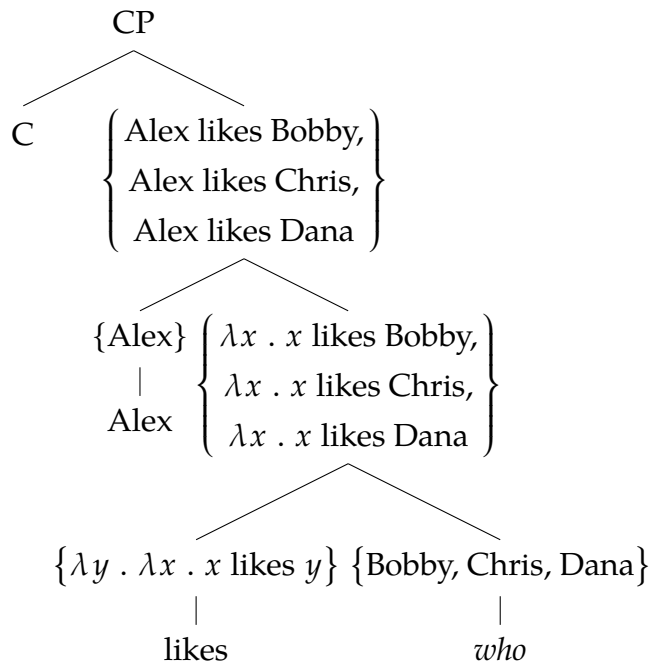 CP
C
{ Alex likes Bobby,
Alex likes Chris,
Alex likes Dana }
{Alex}
Alex
{ λx . x likes Bobby,
λx . x likes Chris,
λx . x likes Dana }
{λy . λx . x likes y} {Bobby, Chris, Dana}
likes who